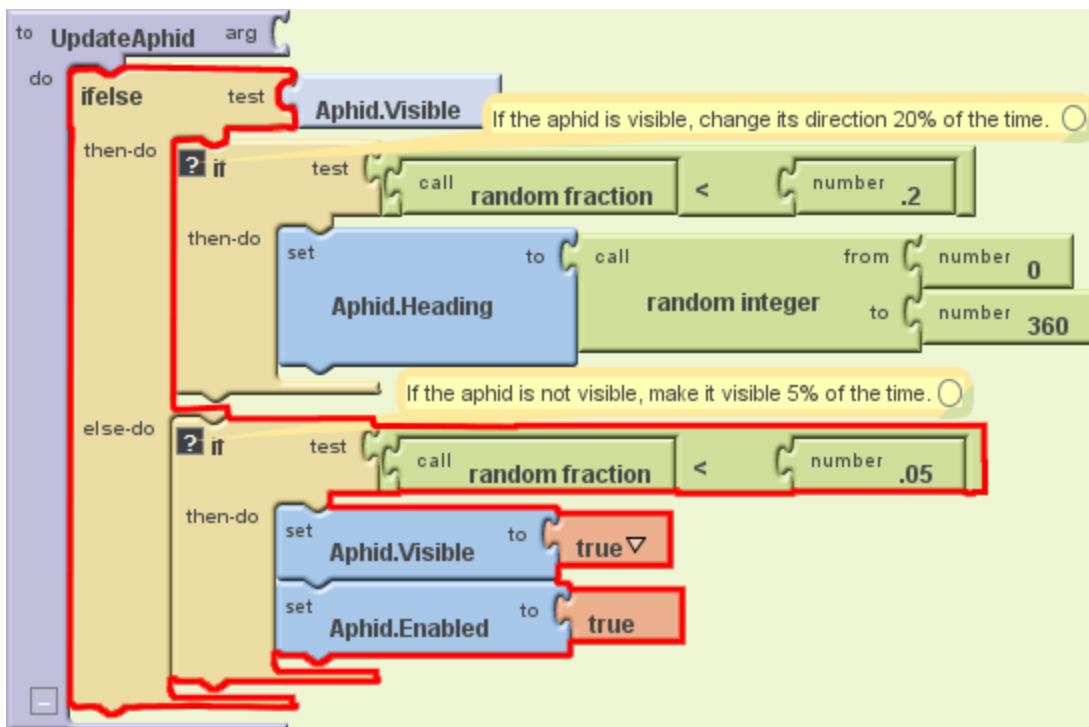 to UpdateAphid arg
do
ifelse test Aphid.Visible
If the aphid is visible, change its direction 20% of the time.
then-do ? if test call random fraction < number .2
then-do set Aphid.Heading to call random integer from number 0
to number 360
If the aphid is not visible, make it visible 5% of the time.
else-do ? if test call random fraction < number .05
then-do set Aphid.Visible to true
set Aphid.Enabled to true